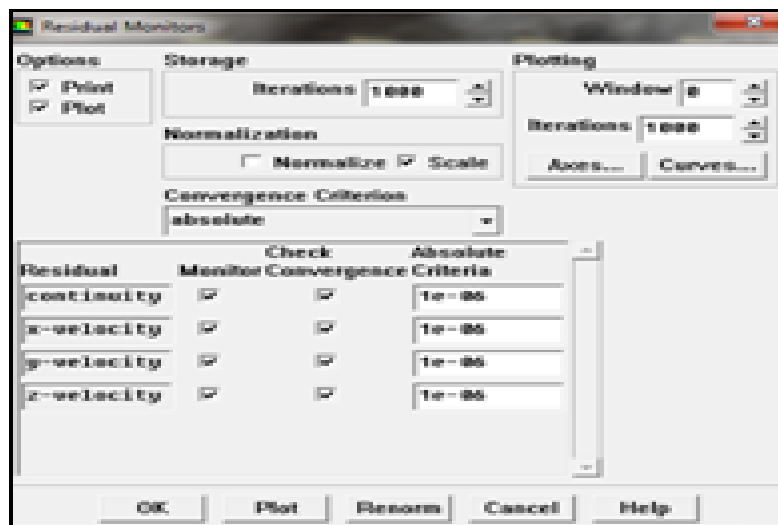 Residual Monitors
Options
Print
Plot
Storage
Iterations 1000
Normalization
Normalize Scale
Convergence Criterion
absolute
Plotting
Window 0
Iterations 1000
Axes... Curves...
Residual Monitor Check Convergence Absolute Criteria
continuity 1e-06
x-velocity 1e-06
y-velocity 1e-06
z-velocity 1e-06
OK Plot Renorm Cancel Help